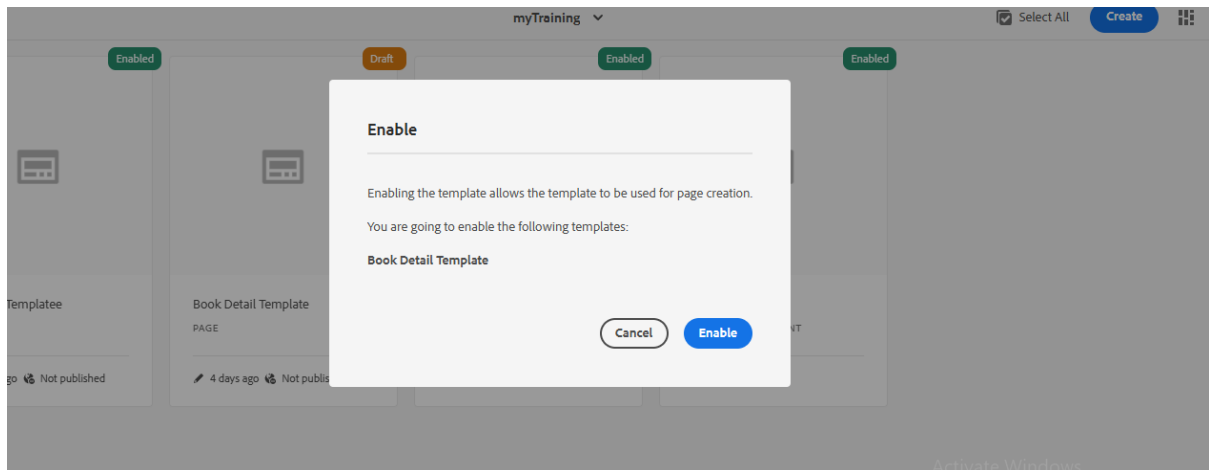 myTraining
Select All
Create
Enabled
Draft
Enabled
Enabled
Enable
Enabling the template allows the template to be used for page creation.
You are going to enable the following templates:
Book Detail Template
Cancel
Enable
Templatee
Book Detail Template
PAGE
NT
go Not published
4 days ago Not publis
Activate Windows